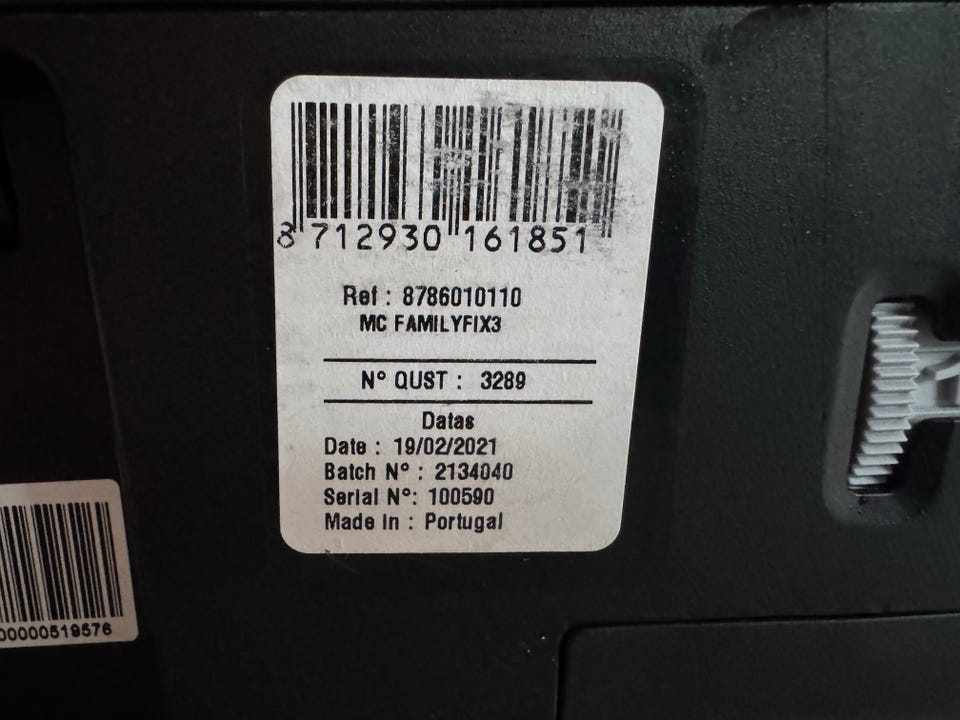 8 712930 161851
Ref : 8786010110
MC FAMILYFIX3
N° QUST : 3289
Datas
Date : 19/02/2021
Batch N° : 2134040
Serial N°: 100590
Made in : Portugal
00000519576